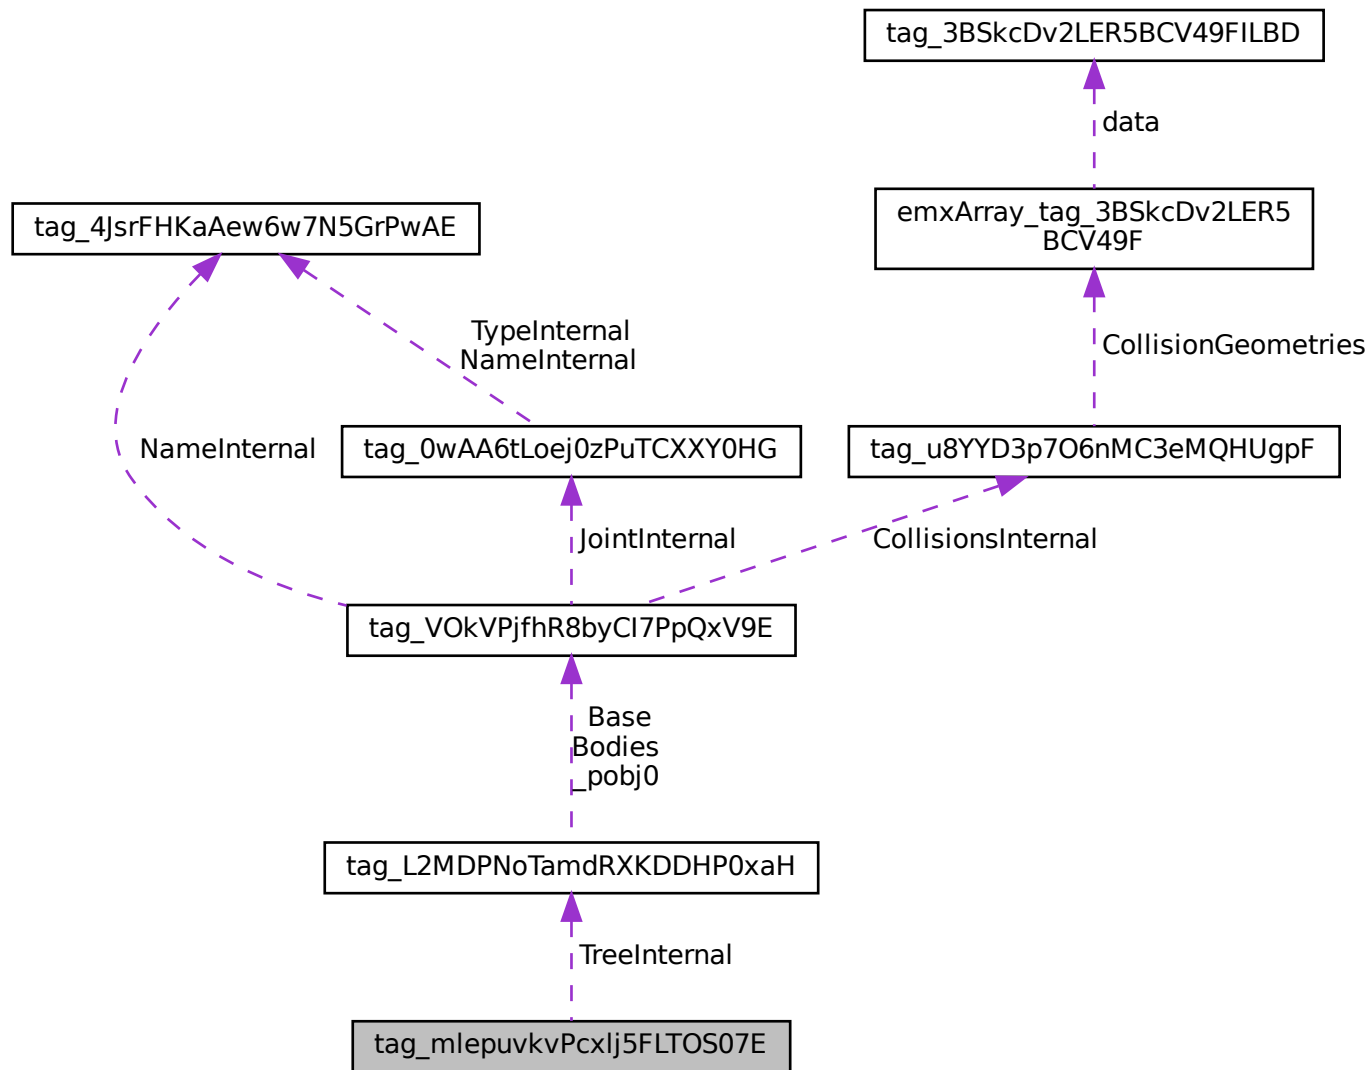 tag_3BSkcDv2LER5BCV49FILBD
data
emxArray_tag_3BSkcDv2LER5
BCV49F
tag_4JsrFHKaAew6w7N5GrPwAE
TypeInternal
NameInternal
CollisionGeometries
NameInternal
tag_0wAA6tLoej0zPuTCXXY0HG
tag_u8YYD3p7O6nMC3eMQHUgpF
JointInternal
CollisionsInternal
tag_VOkVPjfhR8byCI7PpQxV9E
Base
Bodies
_pobj0
tag_L2MDPNoTamdRXKDDHP0xaH
TreeInternal
tag_mlepuvkvPcxlj5FLTOS07E